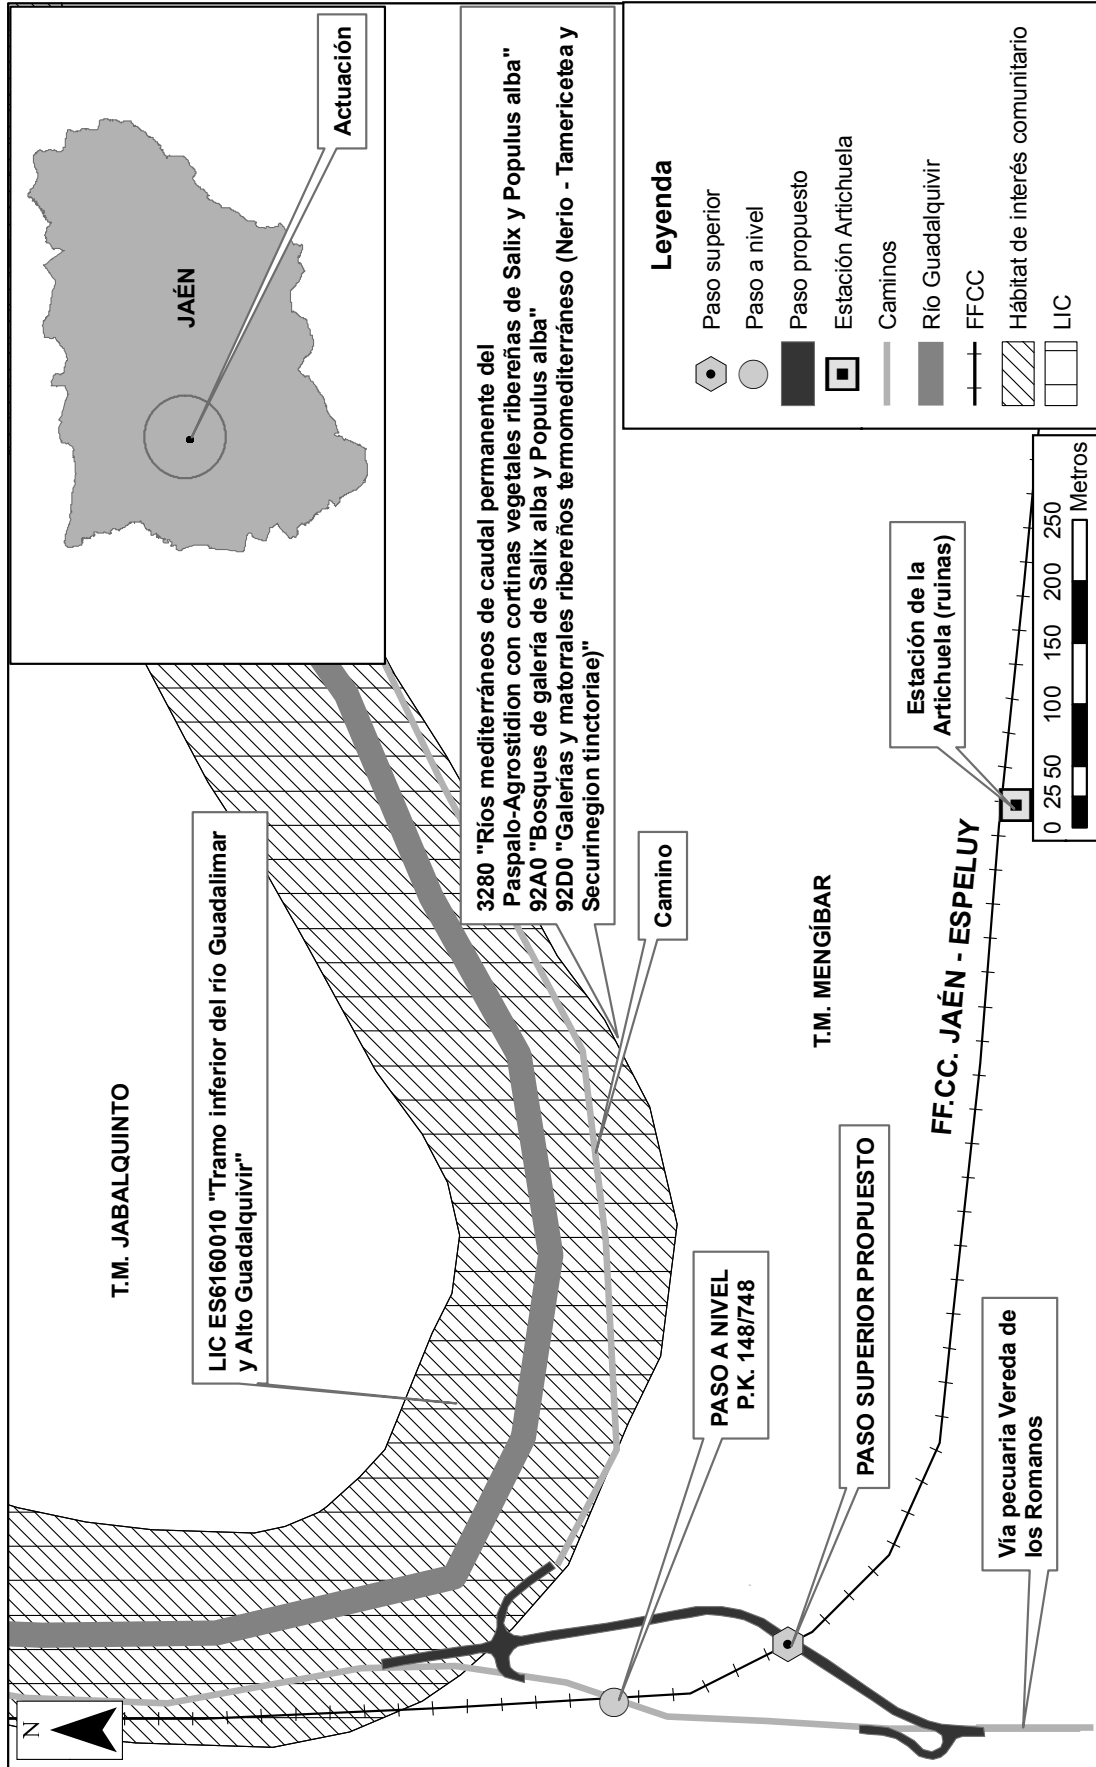 N
T.M. JABALQUINTO
LIC ES6160010 "Tramo inferior del río Guadalimar
y Alto Guadalquivir"
JAÉN
Actuación
3280 "Ríos mediterráneos de caudal permanente del
Paspalo-Agrostidion con cortinas vegetales ribereñas de Salix y Populus alba"
92A0 "Bosques de galería de Salix alba y Populus alba"
92D0 "Galerías y matorrales ribereños termomediterráneso (Nerio - Tamericetea y
Securinegion tinctoriae)"
Camino
PASO A NIVEL
P.K. 148/748
T.M. MENGÍBAR
PASO SUPERIOR PROPUESTO
FF.CC. JAÉN - ESPELUY
Estación de la
Artichuela (ruinas)
Vía pecuaria Vereda de
los Romanos
0 25 50 100 150 200 250
Metros
Leyenda
Paso superior
Paso a nivel
Paso propuesto
Estación Artichuela
Caminos
Río Guadalquivir
FFCC
Hábitat de interés comunitario
LIC